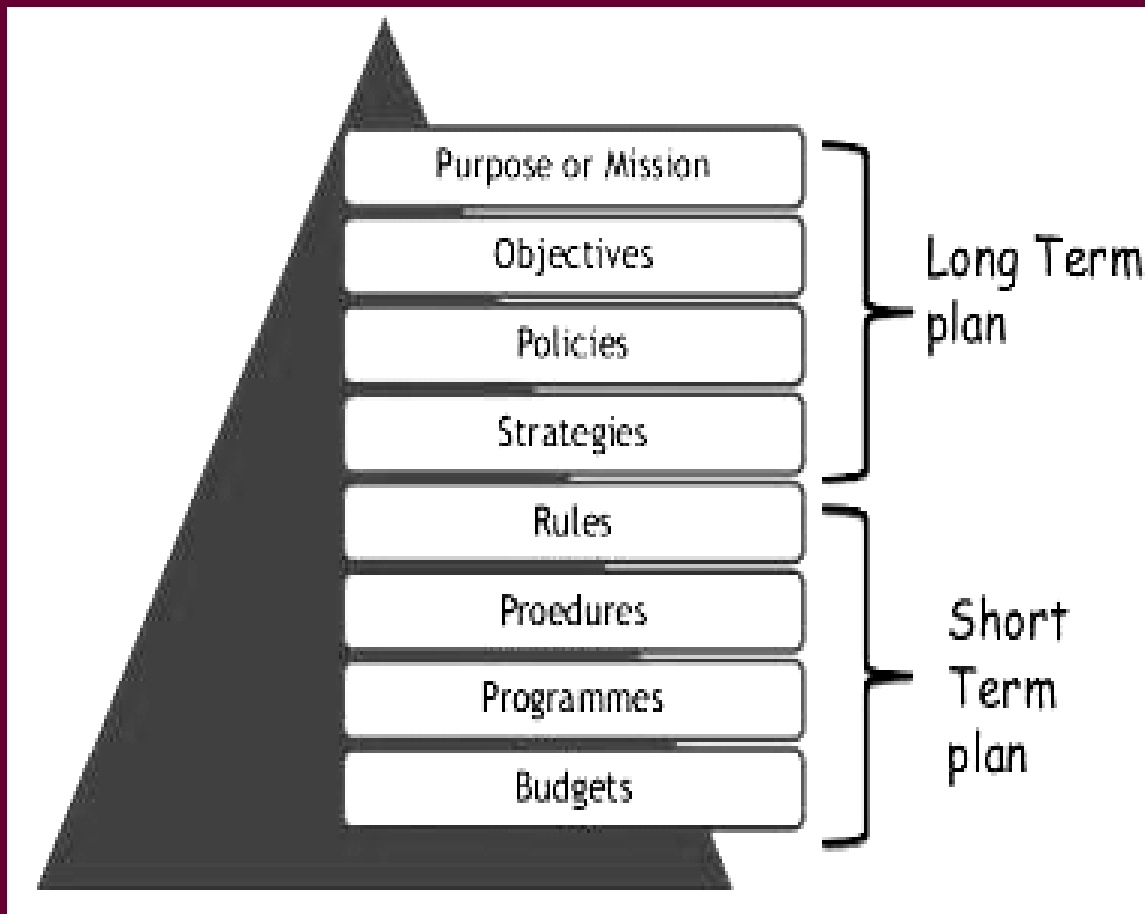 Purpose or Mission
Objectives
Policies
Strategies
Long Term
plan
Rules
Proedures
Programmes
Budgets
Short
Term
plan